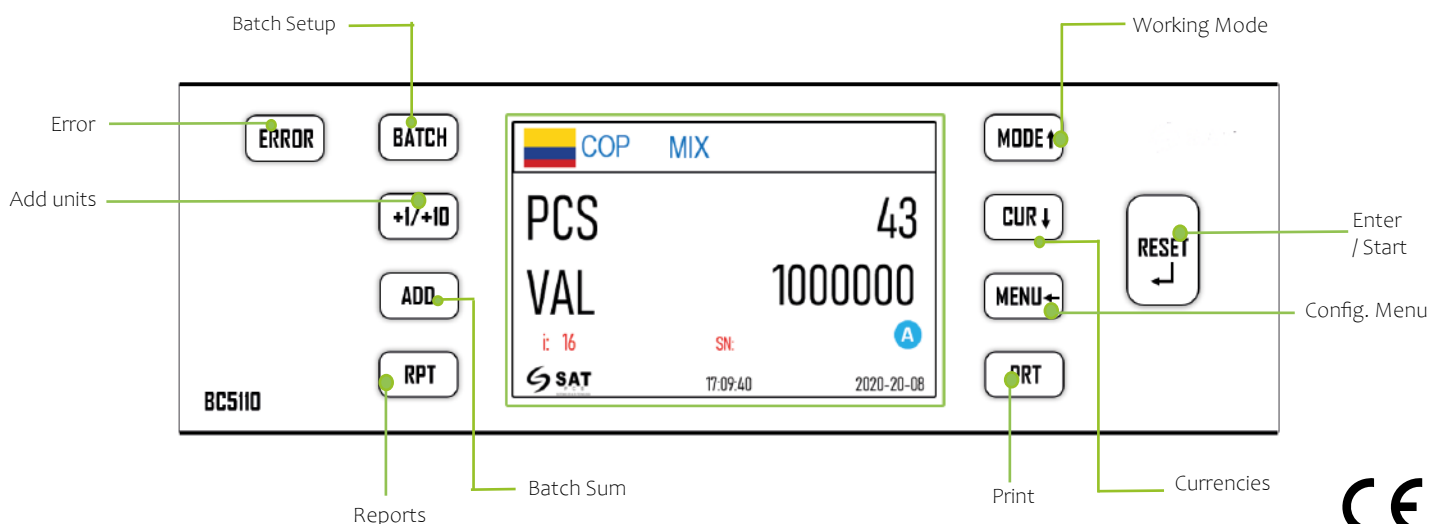 Batch Setup
Working Mode
Error
ERROR
BATCH
COP MIX
MODE↑
Add units
+1/+10
PCS 43
CUR↓
RESET
Enter
/ Start
ADD
VAL 1000000
MENU←
Config. Menu
i: 16 SN: A
RPT
SAT 17:09:40 2020-20-08
PRT
BC5110
Batch Sum
Print
Currencies
Reports
CE